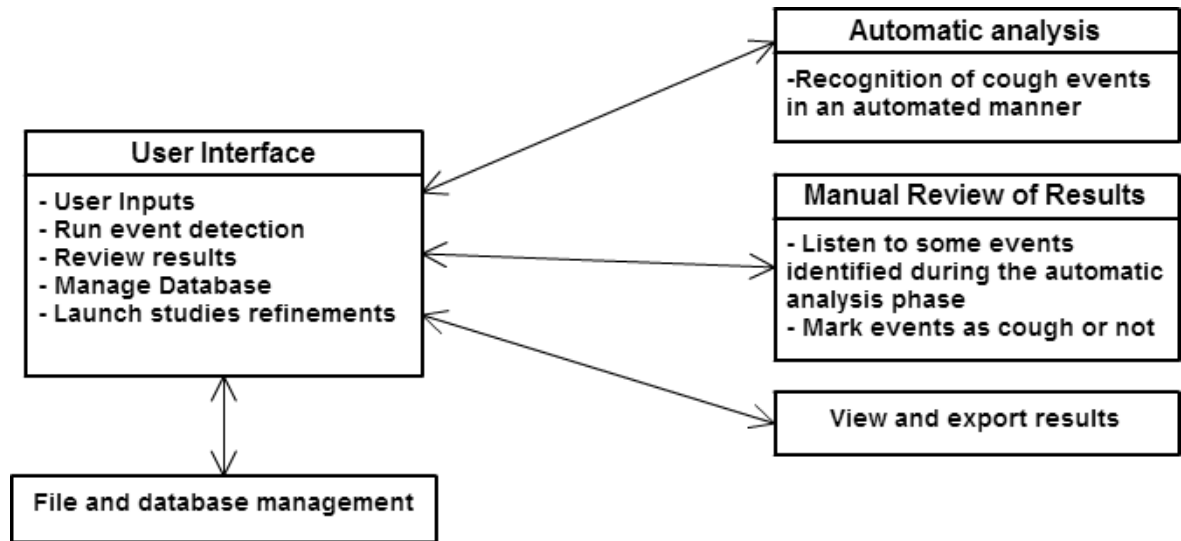 Automatic analysis
-Recognition of cough events
in an automated manner
User Interface
- User Inputs
- Run event detection
- Review results
- Manage Database
- Launch studies refinements
Manual Review of Results
- Listen to some events
identified during the automatic
analysis phase
- Mark events as cough or not
View and export results
File and database management